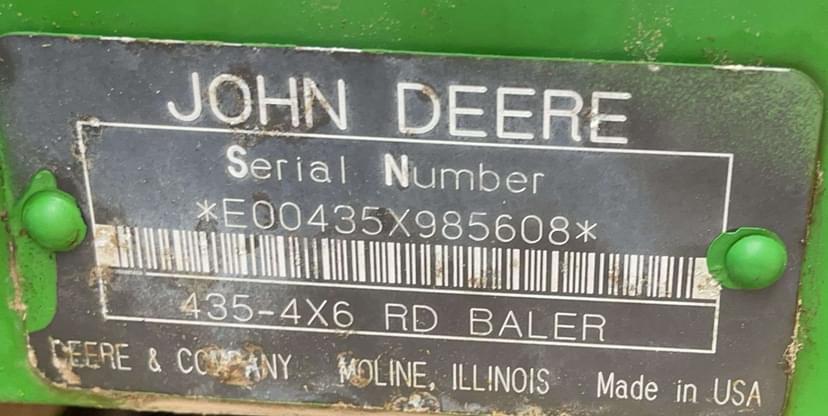 JOHN DEERE
Serial Number
*E00435X985608*
435-4X6 RD BALER
DEERE & COMPANY MOLINE, ILLINOIS Made in USA